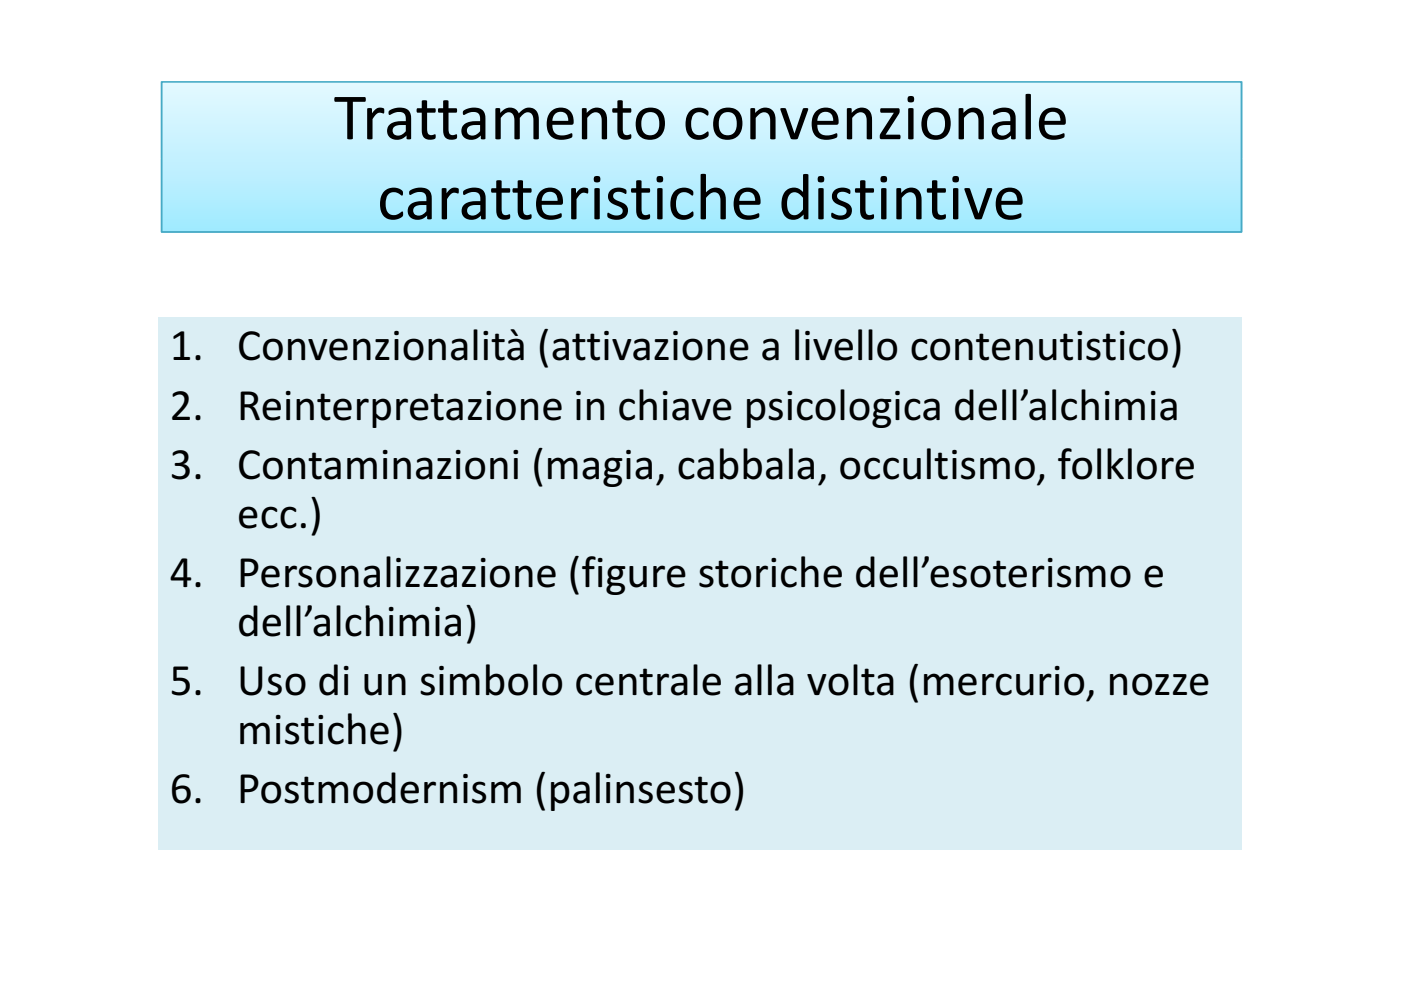 Trattamento convenzionale
caratteristiche distintive
1. Convenzionalità (attivazione a livello contenutistico)
2. Reinterpretazione in chiave psicologica dell’alchimia
3. Contaminazioni (magia, cabbala, occultismo, folklore
ecc.)
4. Personalizzazione (figure storiche dell’esoterismo e
dell’alchimia)
5. Uso di un simbolo centrale alla volta (mercurio, nozze
mistiche)
6. Postmodernism (palinsesto)